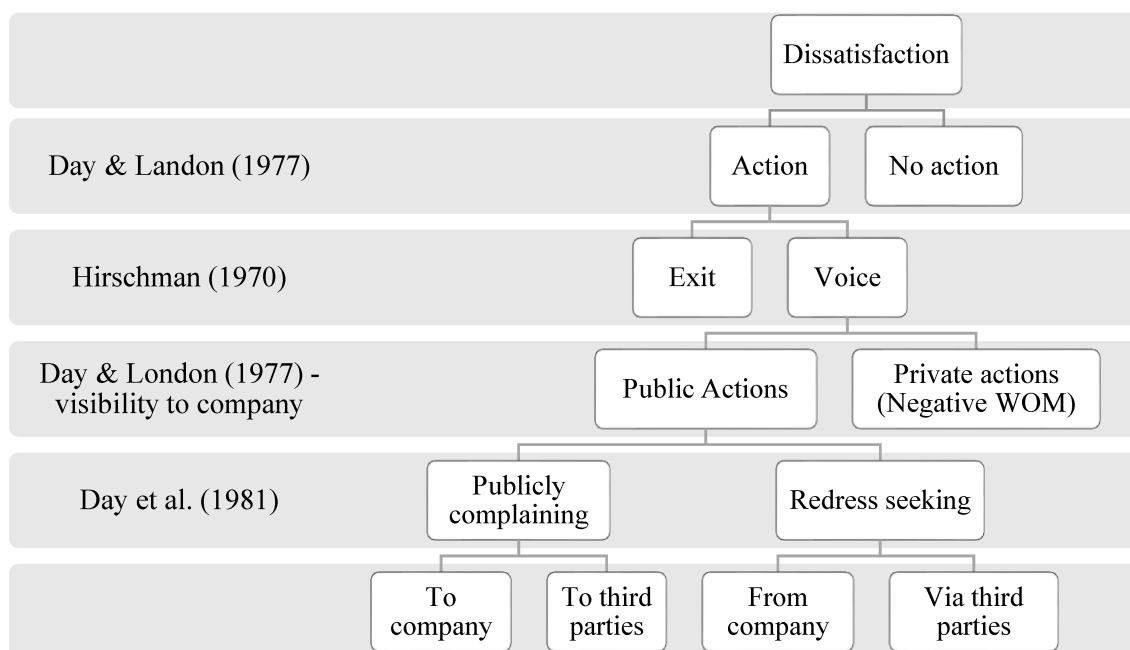 Dissatisfaction
Day & Landon (1977)
Action
No action
Hirschman (1970)
Exit
Voice
Day & London (1977) -
visibility to company
Public Actions
Private actions
(Negative WOM)
Day et al. (1981)
Publicly
complaining
Redress seeking
To
company
To third
parties
From
company
Via third
parties